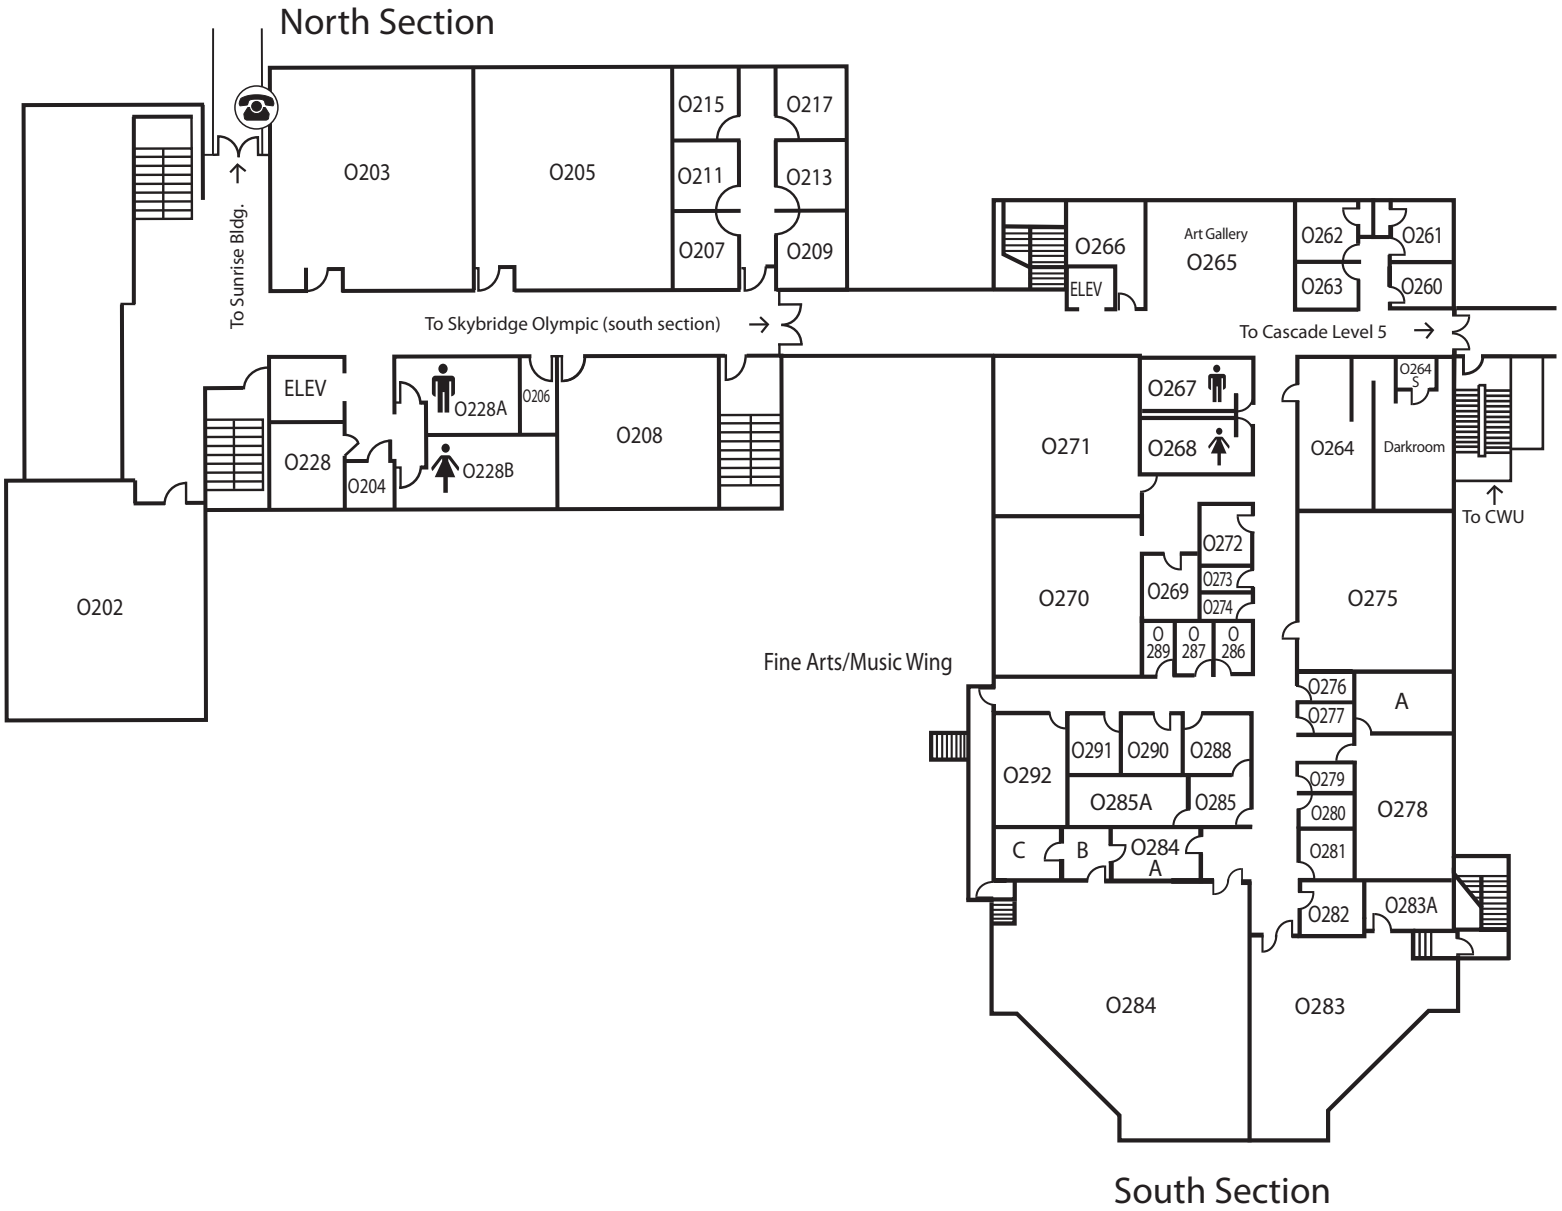 North Section
O215
O217
O203
O205
O211
O213
O207
O209
To Sunrise Bldg.
O266
Art Gallery
O265
O262
O261
ELEV
O263
O260
To Skybridge Olympic (south section)
To Cascade Level 5
ELEV
O228A
O206
O208
O228
O204
O228B
O267
O264
S
O271
O268
O264
Darkroom
To CWU
O272
O273
O274
O269
O270
O275
O202
O
289
O
287
O
286
Fine Arts/Music Wing
O276
A
O277
O291
O290
O288
O292
O279
O285A
O285
O280
O278
C
B
O284
A
O281
O282
O283A
O284
O283
South Section